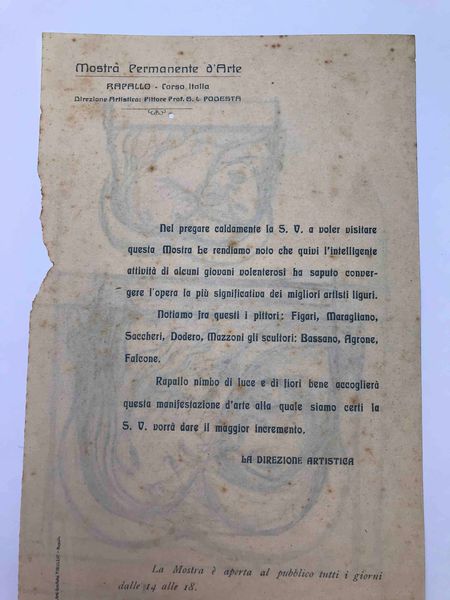 Mostra Permanente d'Arte
RAPALLO - Corso Italia
Direzione Artistica: Pittore Prof. G. L. PODESTÀ
Nel pregare caldamente la S. V. a voler visitare
questa Mostra Le rendiamo noto che quivi l'intelligente
attività di alcuni giovani volenterosi ha saputo conver-
gere l'opera la più significativa dei migliori artisti liguri.
Notiamo fra questi i pittori: Figari, Maragliano,
Saccheri, Dodero, Mazzoni gli scultori: Bassano, Agrone,
Falcone.
Rapallo nimbo di luce e di fiori bene accoglierà
questa manifestazione d'arte alla quale siamo certi la
S. V. vorrà dare il maggior incremento.
LA DIREZIONE ARTISTICA
La Mostra è aperta al pubblico tutti i giorni
dalle 14 alle 18.